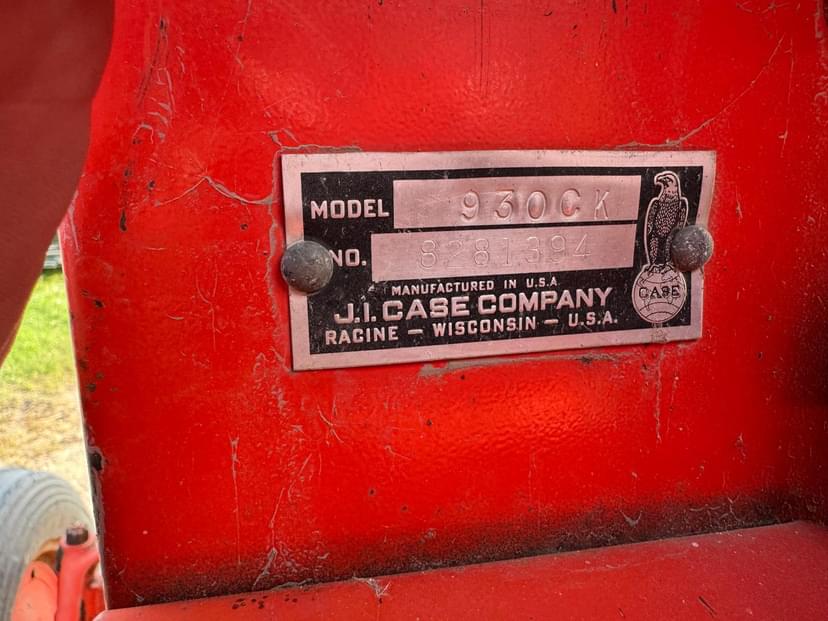 MODEL 930CK
NO. 8281394
MANUFACTURED IN U.S.A.
J.I. CASE COMPANY
RACINE — WISCONSIN — U.S.A.
CASE